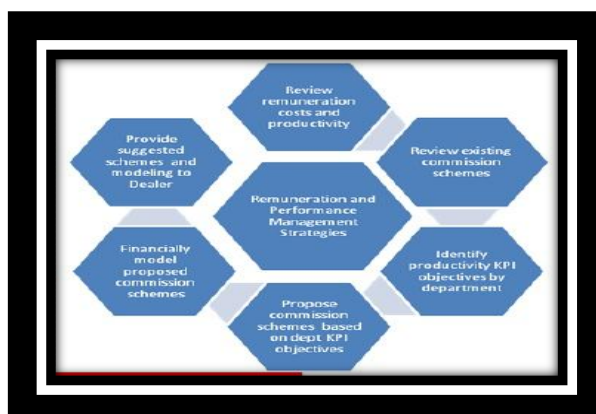 Review
remuneration
costs and
productivity
Review existing
commission
schemes
Identify
productivity KPI
objectives by
department
Propose
commission
schemes based
on dept KPI
objectives
Financially
model
proposed
commission
schemes
Provide
suggested
schemes and
modeling to
Dealer
Remuneration and
Performance
Management
Strategies